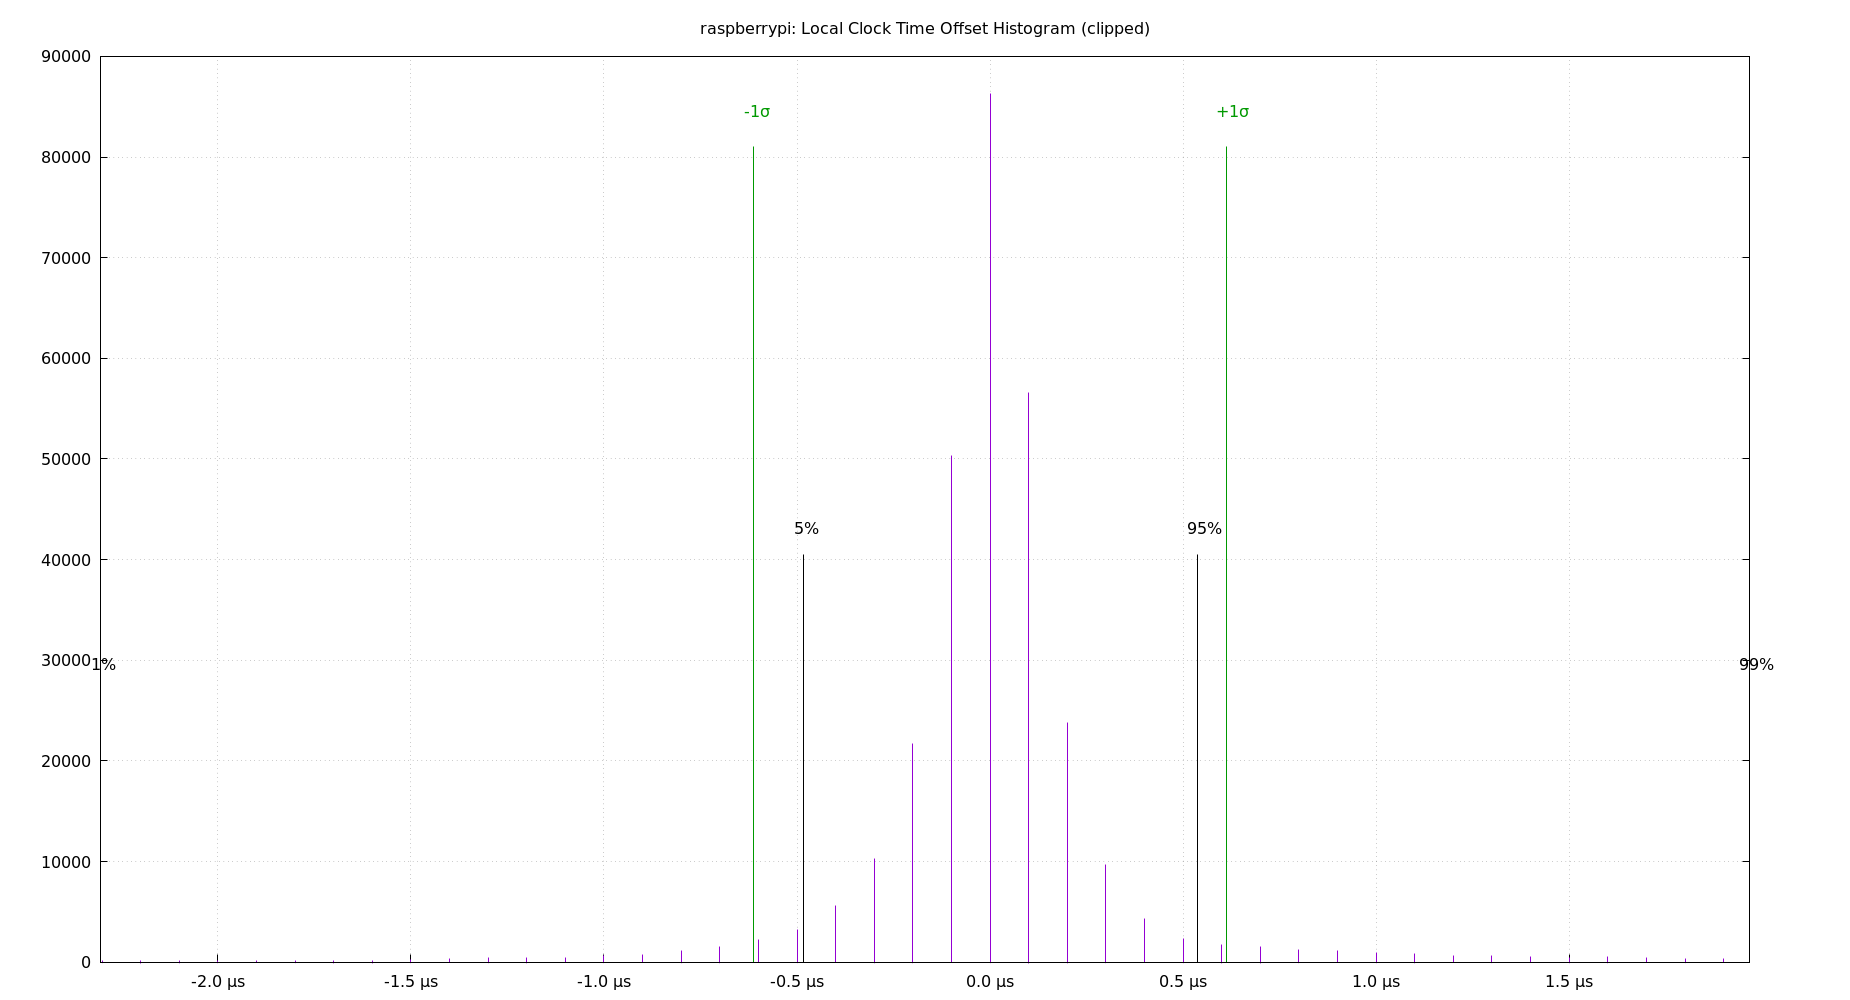 raspberrypi: Local Clock Time Offset Histogram (clipped)
90000
-1σ
+1σ
80000
70000
60000
50000
5%
95%
40000
30000
1%
99%
20000
10000
0
-2.0 µs
-1.5 µs
-1.0 µs
-0.5 µs
0.0 µs
0.5 µs
1.0 µs
1.5 µs